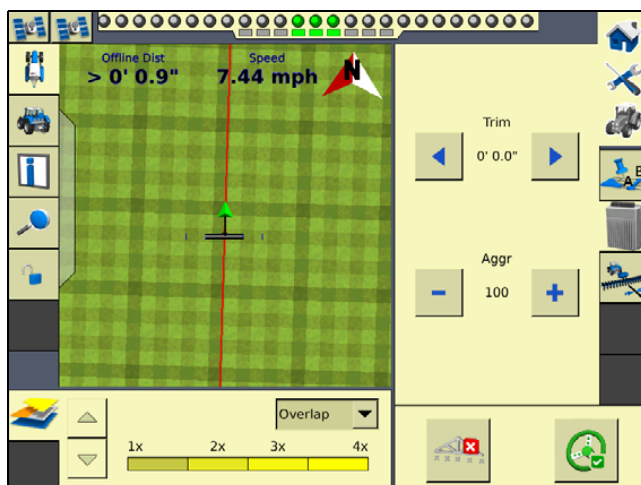 Offline Dist
> 0' 0.9"
Speed
7.44 mph
N
Trim
0' 0.0"
A B
Aggr
100
Overlap
1x 2x 3x 4x